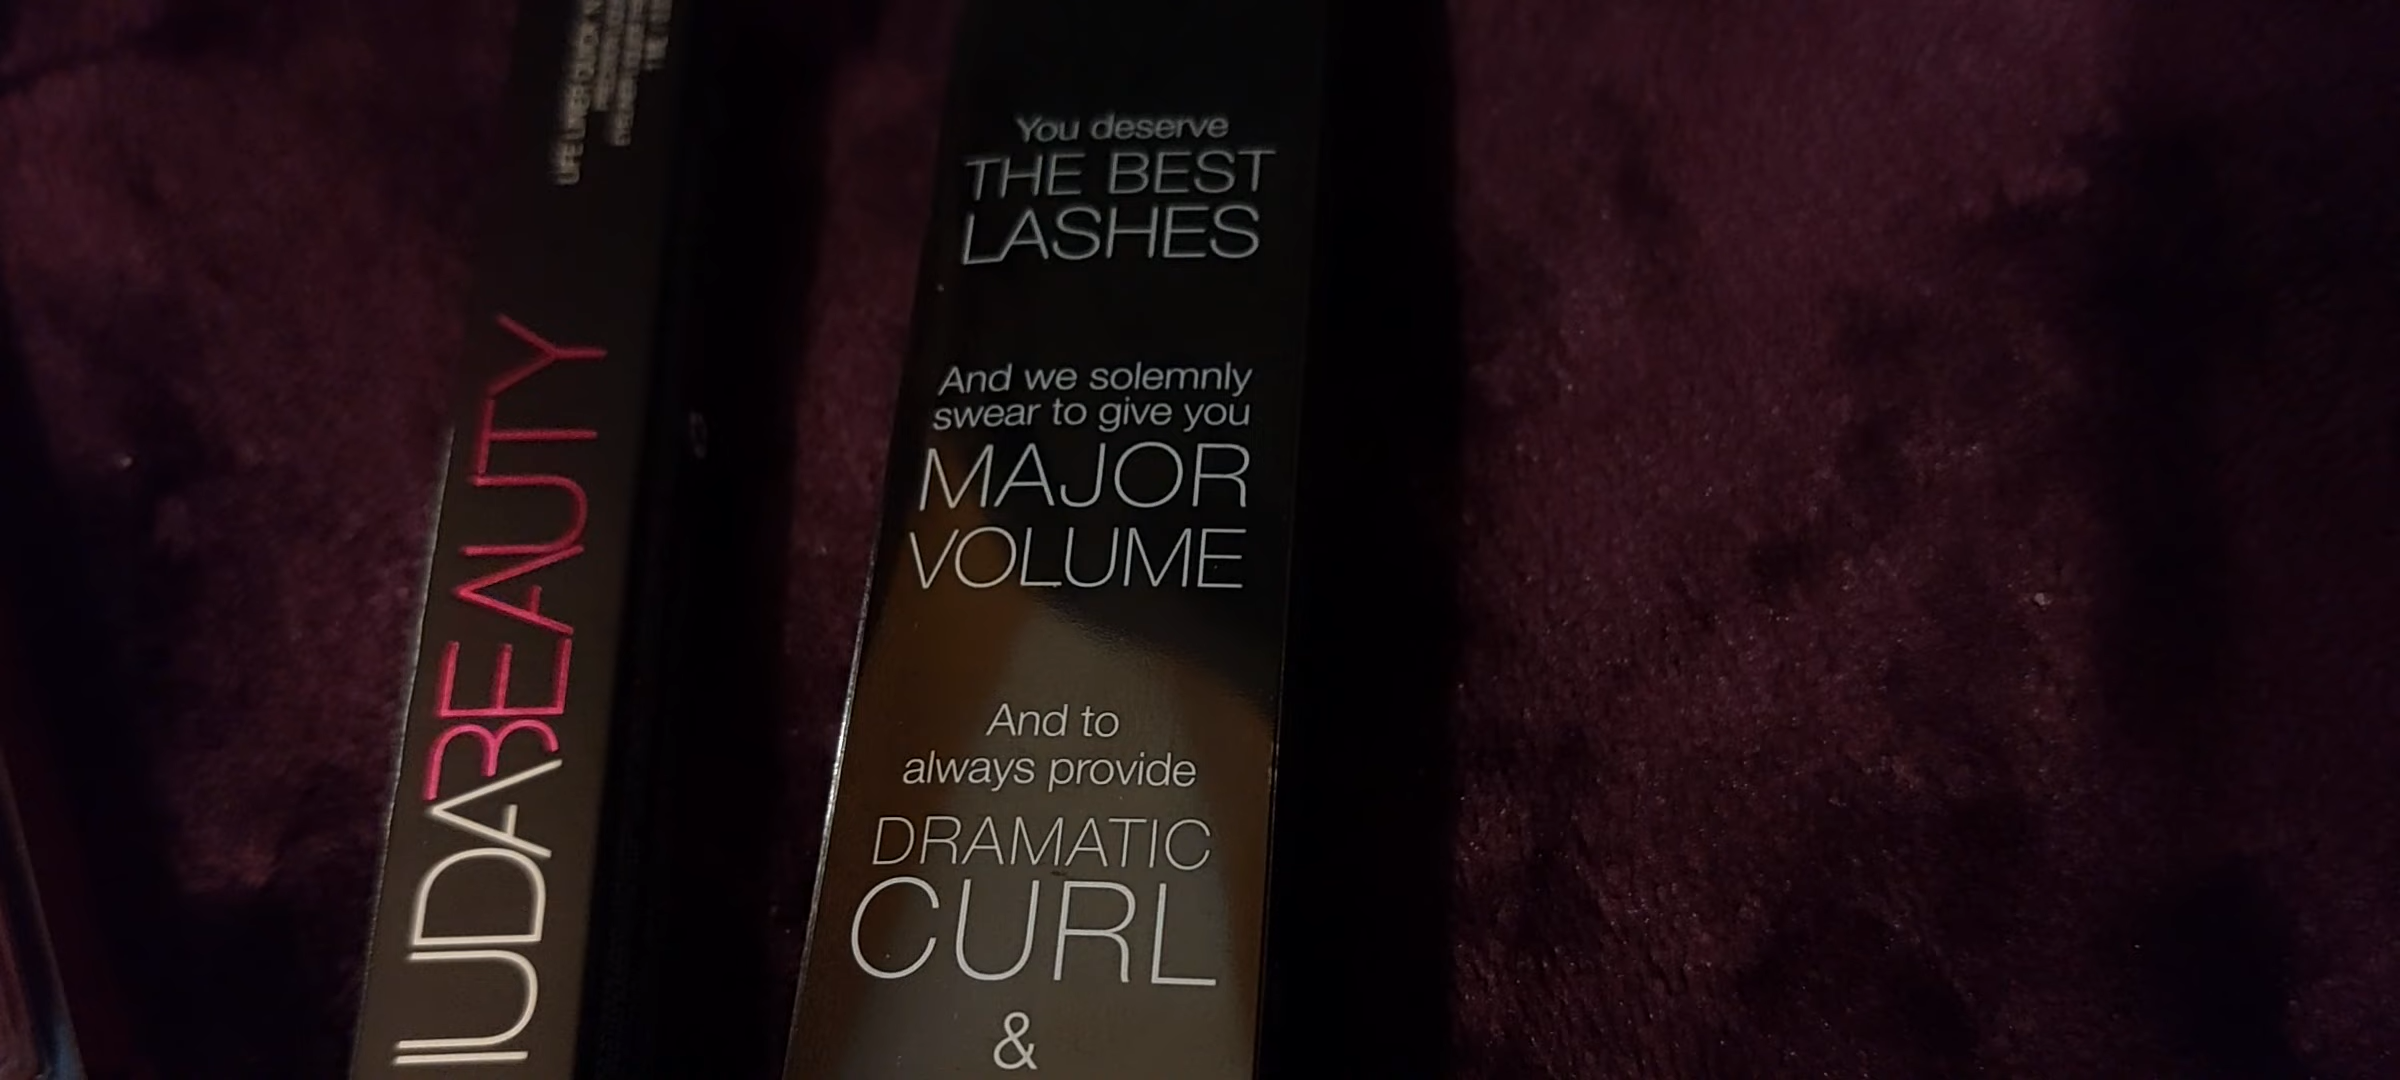 UDABEAUTY
You deserve
THE BEST
LASHES
And we solemnly
swear to give you
MAJOR
VOLUME
And to
always provide
DRAMATIC
CURL
&